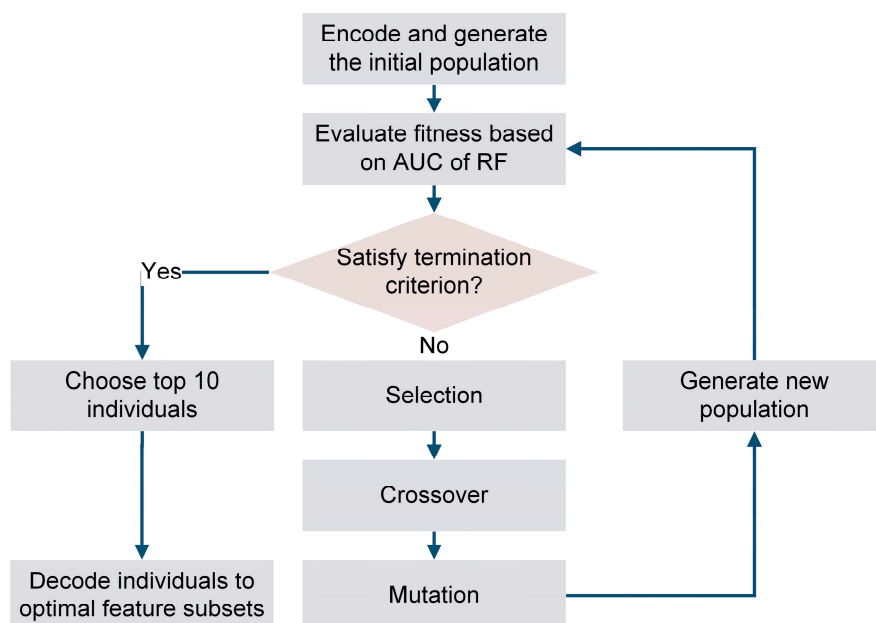 Encode and generate
the initial population
Evaluate fitness based
on AUC of RF
Satisfy termination
criterion?
Yes
No
Choose top 10
individuals
Selection
Generate new
population
Crossover
Decode individuals to
optimal feature subsets
Mutation